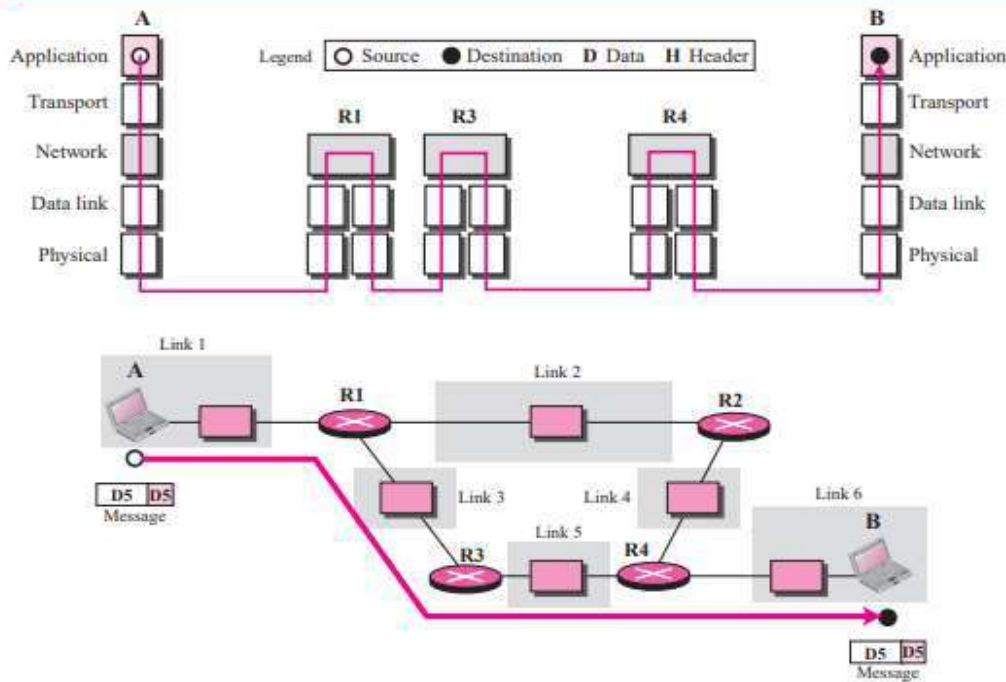 A B
Application Legend Source Destination D Data H Header Application
Transport Transport
R1 R3 R4
Network Network
Data link Data link
Physical Physical
Link 1
A
Link 2
R1 R2
D5 D5
Message
Link 3 Link 4 Link 6
B
Link 5
R3 R4
D5 D5
Message